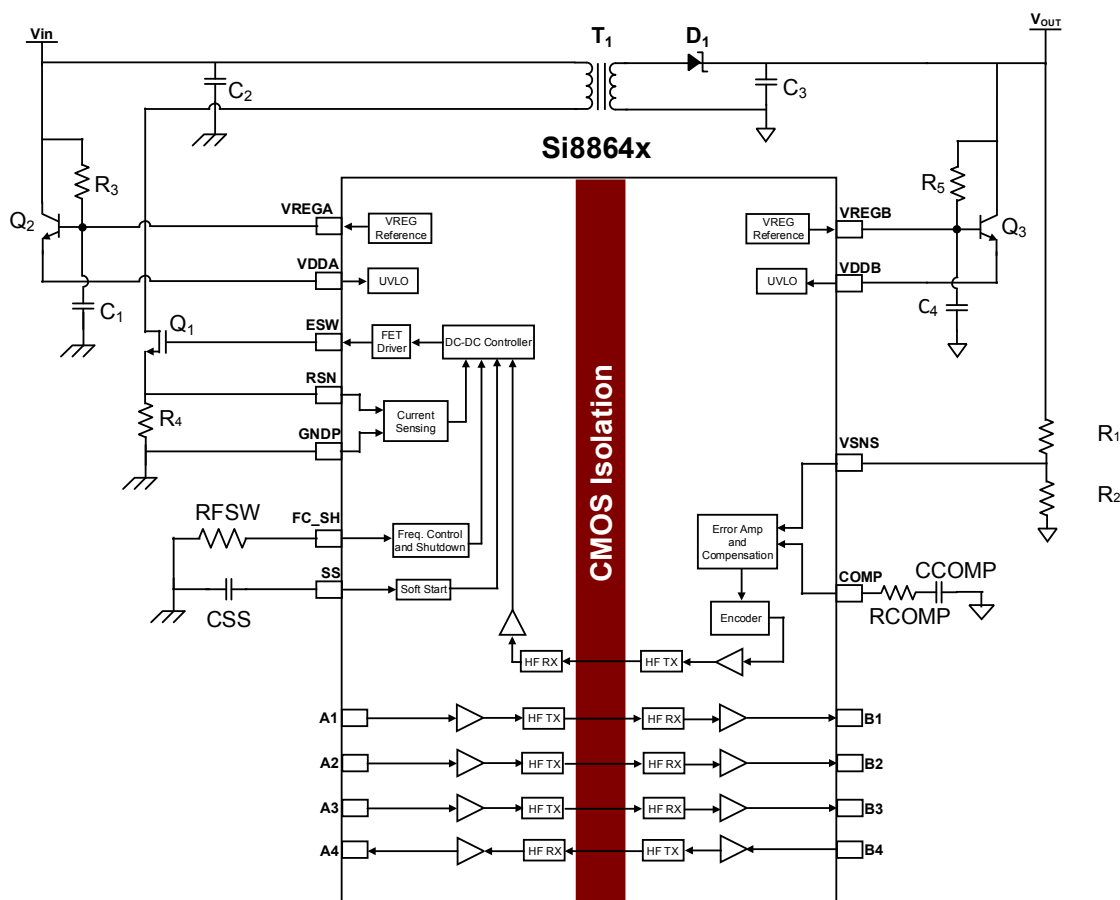 Vin
T1
D1
VOUT
C2
C3
Si8864x
R3
R5
Q2
VREGA
VREG
Reference
VREG
Reference
VREGB
Q3
VDDA
UVLO
UVLO
VDDB
C1
C4
Q1
ESW
FET
Driver
DC-DC Controller
RSN
R4
Current
Sensing
GNDP
CMOS Isolation
VSNS
R1
R2
RFSW
FC_SH
Freq. Control
and Shutdown
Error Amp
and
Compensation
SS
Soft Start
CSS
COMP
CCOMP
RCOMP
Encoder
HF RX
HF TX
A1
HF TX
HF RX
B1
A2
HF TX
HF RX
B2
A3
HF TX
HF RX
B3
A4
HF RX
HF TX
B4